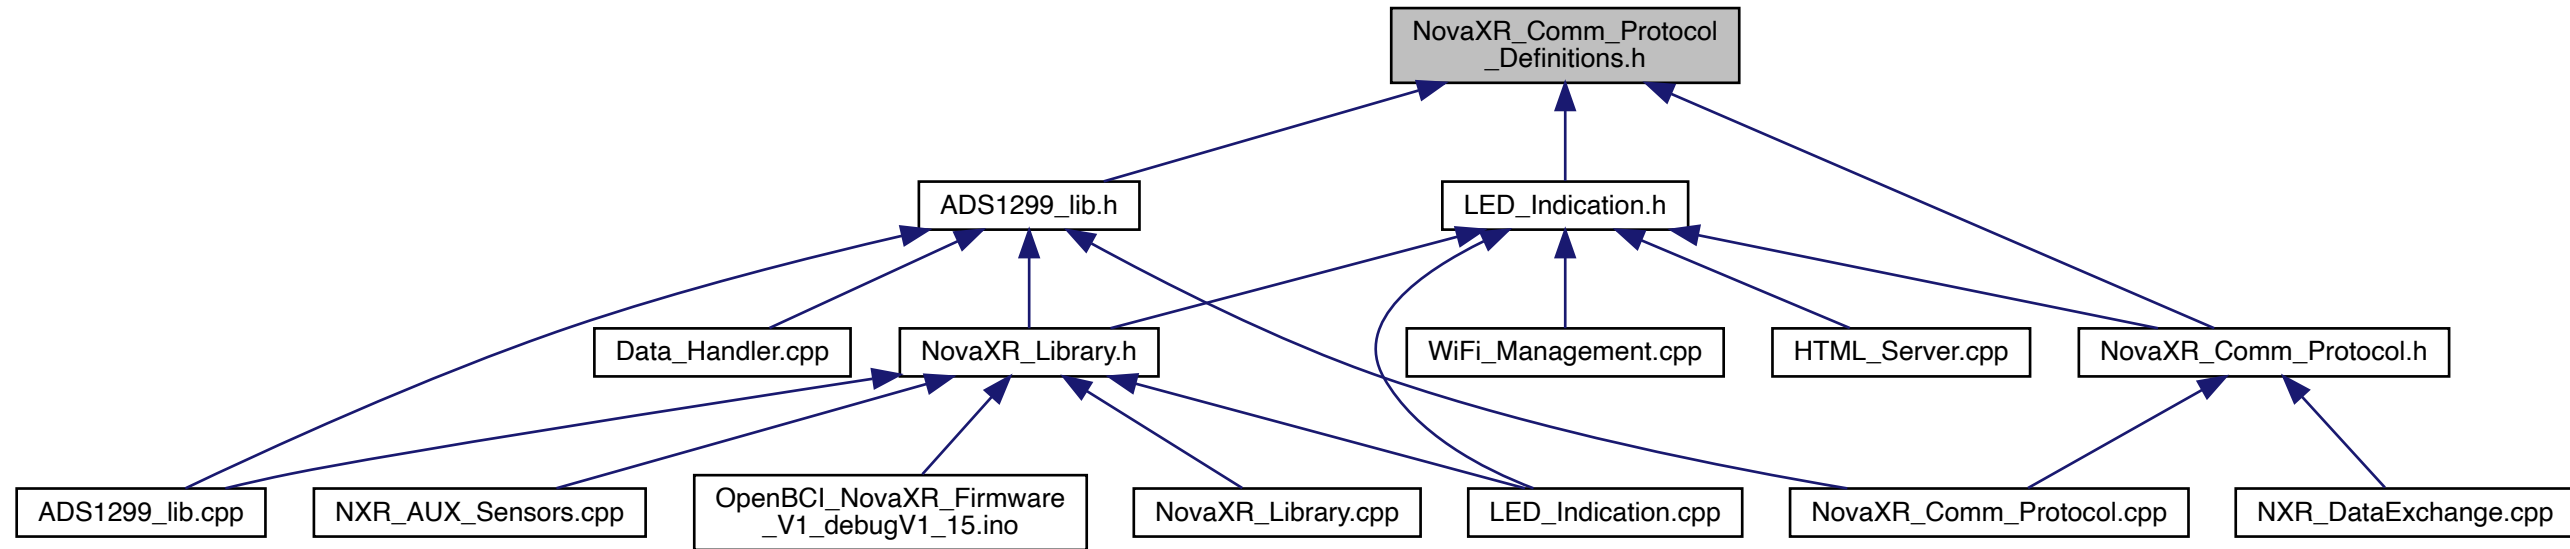 NovaXR_Comm_Protocol
_Definitions.h
ADS1299_lib.h
LED_Indication.h
Data_Handler.cpp
NovaXR_Library.h
WiFi_Management.cpp
HTML_Server.cpp
NovaXR_Comm_Protocol.h
ADS1299_lib.cpp
NXR_AUX_Sensors.cpp
OpenBCI_NovaXR_Firmware
_V1_debugV1_15.ino
NovaXR_Library.cpp
LED_Indication.cpp
NovaXR_Comm_Protocol.cpp
NXR_DataExchange.cpp